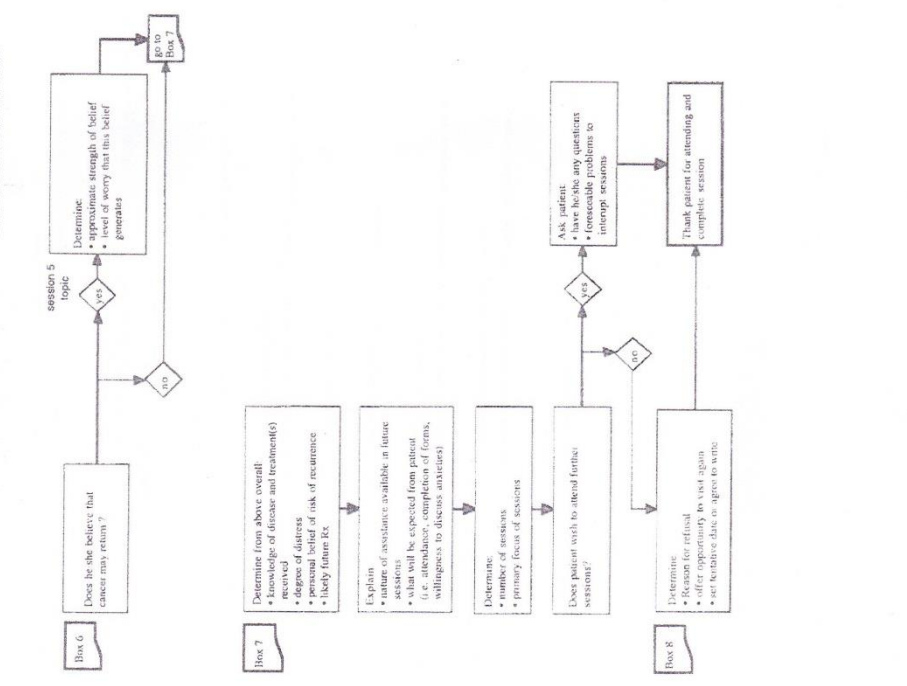 Box 6
Does he she believe that
cancer may return ?
yes
no
session 5
topic
Determine:
• approximate strength of belief
• level of worry that this belief
generates
go to
Box 7
Box 7
Determine from above overall:
• knowledge of disease and treatment(s)
received
• degree of distress
• personal belief of risk of recurrence
• likely future Rx
Explain
• nature of assistance available in future
sessions
• what will be expected from patient
(i.e. attendance, completion of forms,
willingness to discuss anxieties)
Determine:
• number of sessions
• primary focus of sessions
Does patient wish to attend further
sessions?
yes
no
Ask patient:
• have he/she any questions
• foreseeable problems to
interupt sessions
Box 8
Determine
• Reason for refusal
• offer opportunity to visit again
• set tentative date or agree to write
Thank patient for attending and
complete session